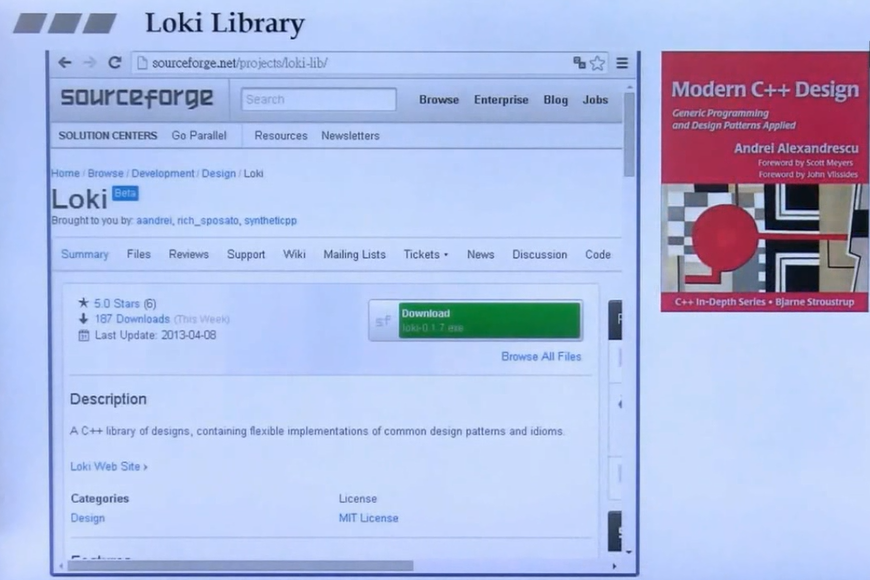 Loki Library
sourceforge.net/projects/loki-lib/
sourceforge
Search
Browse Enterprise Blog Jobs
SOLUTION CENTERS Go Parallel Resources Newsletters
Home / Browse / Development / Design / Loki
Loki Beta
Brought to you by: aandrei, rich_sposato, syntheticpp
Summary Files Reviews Support Wiki Mailing Lists Tickets News Discussion Code
5.0 Stars (6)
187 Downloads (This Week)
Last Update: 2013-04-08
sf
Download
loki-0.1.7.exe
Browse All Files
Description
A C++ library of designs, containing flexible implementations of common design patterns and idioms.
Loki Web Site ›
Categories License
Design MIT License
Modern C++ Design
Generic Programming
and Design Patterns Applied
Andrei Alexandrescu
Foreword by Scott Meyers
Foreword by John Vlissides
C++ In-Depth Series • Bjarne Stroustrup